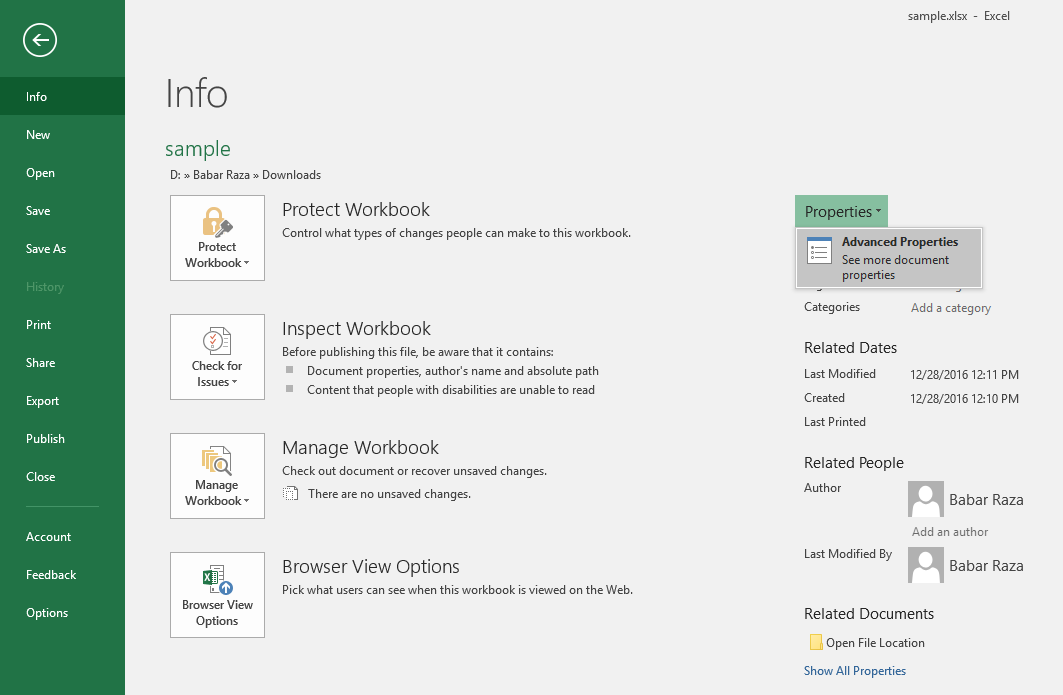 sample.xlsx - Excel
Info
New
Open
Save
Save As
History
Print
Share
Export
Publish
Close
Account
Feedback
Options
Info
sample
D: » Babar Raza » Downloads
Protect
Workbook
Protect Workbook
Control what types of changes people can make to this workbook.
Check for
Issues
Inspect Workbook
Before publishing this file, be aware that it contains:
Document properties, author's name and absolute path
Content that people with disabilities are unable to read
Manage
Workbook
Manage Workbook
Check out document or recover unsaved changes.
There are no unsaved changes.
Browser View
Options
Browser View Options
Pick what users can see when this workbook is viewed on the Web.
Properties
Advanced Properties
See more document
properties
Categories Add a category
Related Dates
Last Modified 12/28/2016 12:11 PM
Created 12/28/2016 12:10 PM
Last Printed
Related People
Author Babar Raza
Add an author
Last Modified By Babar Raza
Related Documents
Open File Location
Show All Properties